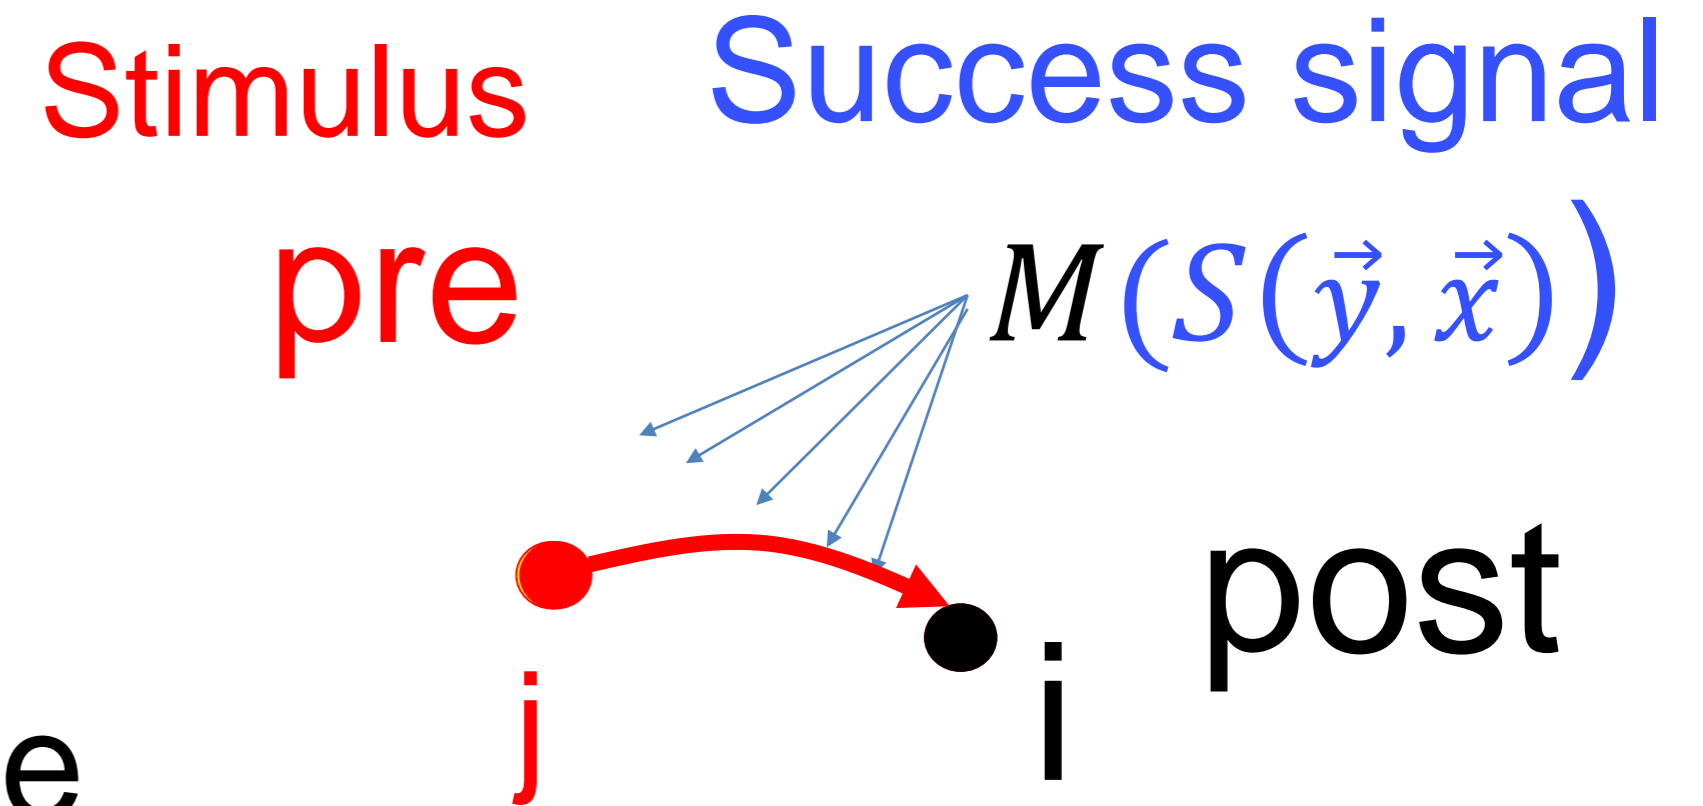 Stimulus
Success signal
pre
M(S(y⃗, x⃗))
post
j
i
e